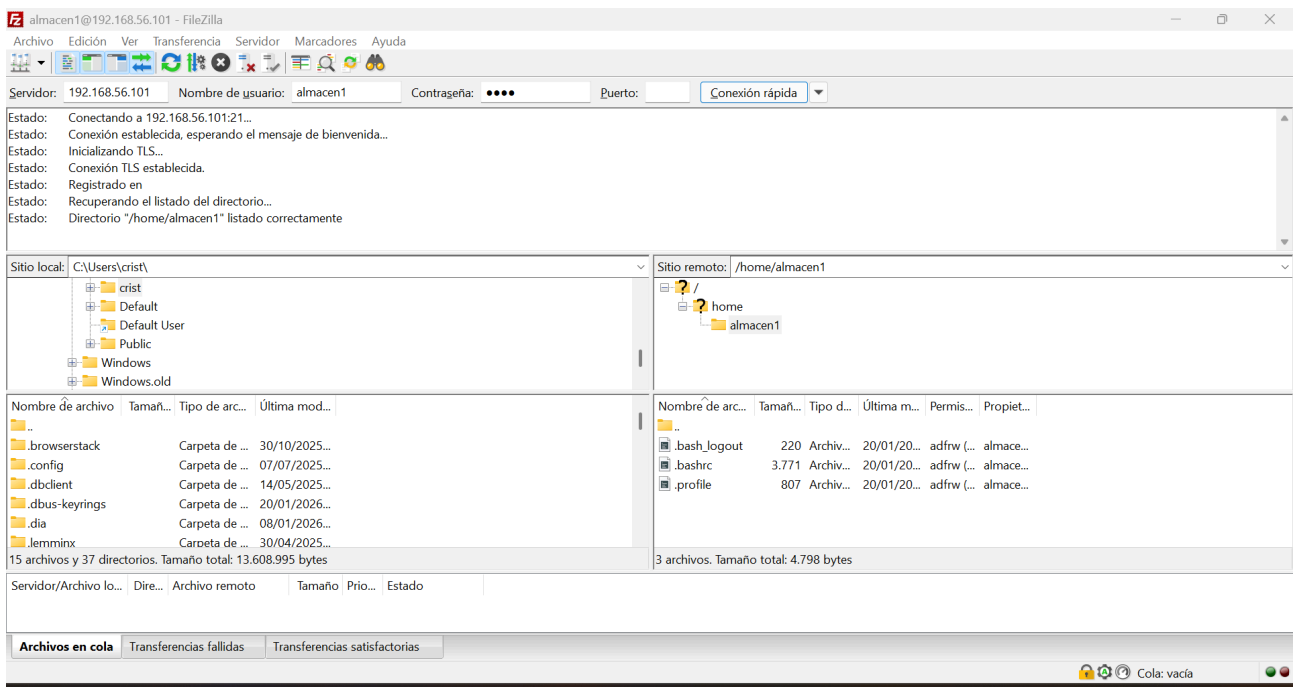 almacen1@192.168.56.101 - FileZilla
Archivo Edición Ver Transferencia Servidor Marcadores Ayuda
Servidor: 192.168.56.101 Nombre de usuario: almacen1 Contraseña: ●●●● Puerto: Conexión rápida
Estado: Conectando a 192.168.56.101:21...
Estado: Conexión establecida, esperando el mensaje de bienvenida...
Estado: Inicializando TLS...
Estado: Conexión TLS establecida.
Estado: Registrado en
Estado: Recuperando el listado del directorio...
Estado: Directorio "/home/almacen1" listado correctamente
Sitio local: C:\Users\crist\
crist
Default
Default User
Public
Windows
Windows.old
Sitio remoto: /home/almacen1
/
home
almacen1
Nombre de archivo Tamañ... Tipo de arc... Última mod...
..
.browserstack Carpeta de ... 30/10/2025...
.config Carpeta de ... 07/07/2025...
.dbclient Carpeta de ... 14/05/2025...
.dbus-keyrings Carpeta de ... 20/01/2026...
.dia Carpeta de ... 08/01/2026...
.lemminx Carpeta de ... 30/04/2025...
15 archivos y 37 directorios. Tamaño total: 13.608.995 bytes
Nombre de arc... Tamañ... Tipo d... Última m... Permis... Propiet...
..
.bash_logout 220 Archiv... 20/01/20... adfrw (... almace...
.bashrc 3.771 Archiv... 20/01/20... adfrw (... almace...
.profile 807 Archiv... 20/01/20... adfrw (... almace...
3 archivos. Tamaño total: 4.798 bytes
Servidor/Archivo lo... Dire... Archivo remoto Tamaño Prio... Estado
Archivos en cola Transferencias fallidas Transferencias satisfactorias
Cola: vacía